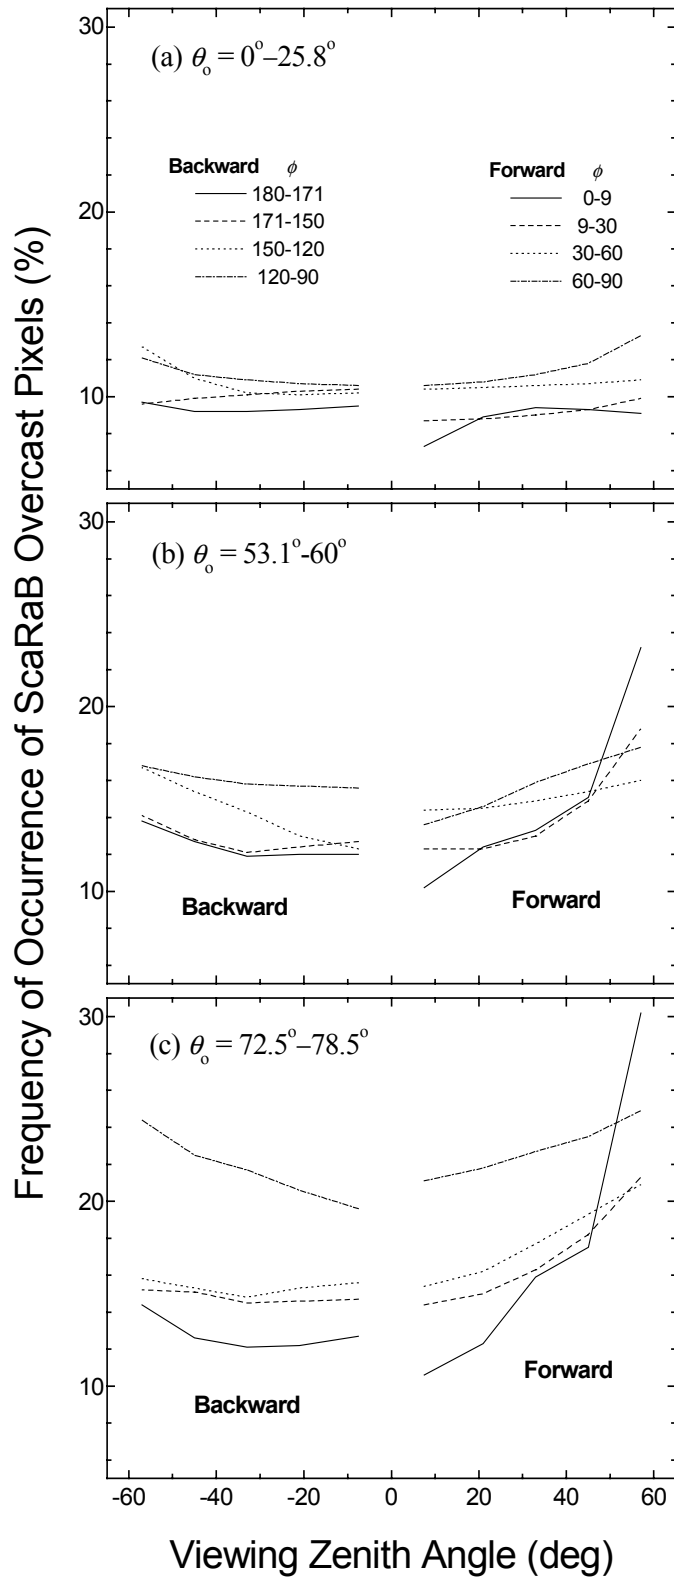 Frequency of Occurrence of ScaRaB Overcast Pixels (%)
30
(a) θo = 0°–25.8°
Backward ϕ
180-171
171-150
150-120
120-90
Forward ϕ
0-9
9-30
30-60
60-90
20
10
30
(b) θo = 53.1°-60°
20
10
Backward
Forward
30
(c) θo = 72.5°–78.5°
20
10
Backward
Forward
-60 -40 -20 0 20 40 60
Viewing Zenith Angle (deg)